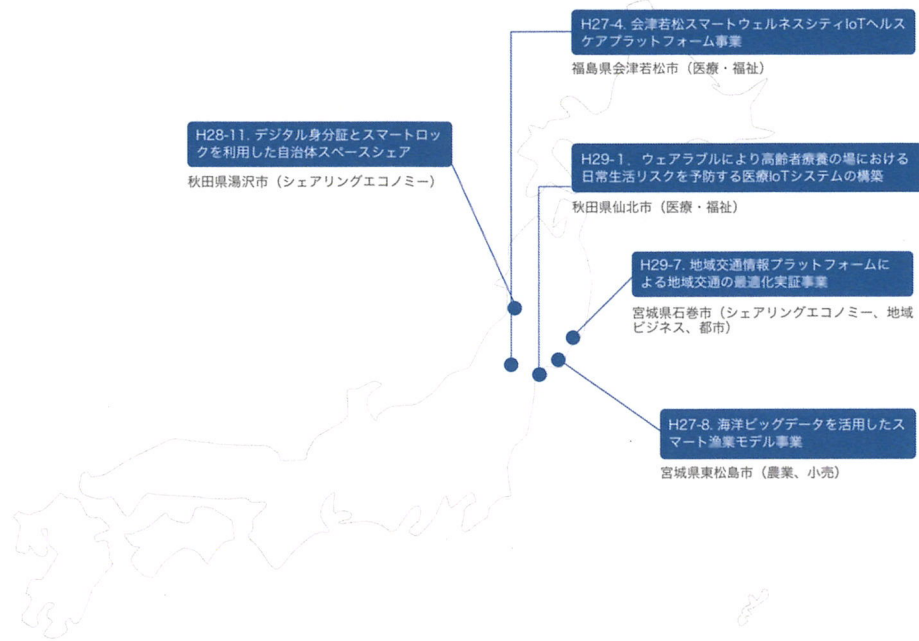 H27-4. 会津若松スマートウェルネスシティIoTヘルス
ケアプラットフォーム事業
福島県会津若松市（医療・福祉）
H28-11. デジタル身分証とスマートロッ
クを利用した自治体スペースシェア
秋田県湯沢市（シェアリングエコノミー）
H29-1、ウェアラブルにより高齢者療養の場における
日常生活リスクを予防する医療IoTシステムの構築
秋田県仙北市（医療・福祉）
H29-7. 地域交通情報プラットフォームに
よる地域交通の最適化実証事業
宮城県石巻市（シェアリングエコノミー、地域
ビジネス、都市）
H27-8. 海洋ビッグデータを活用したス
マート漁業モデル事業
宮城県東松島市（農業、小売）